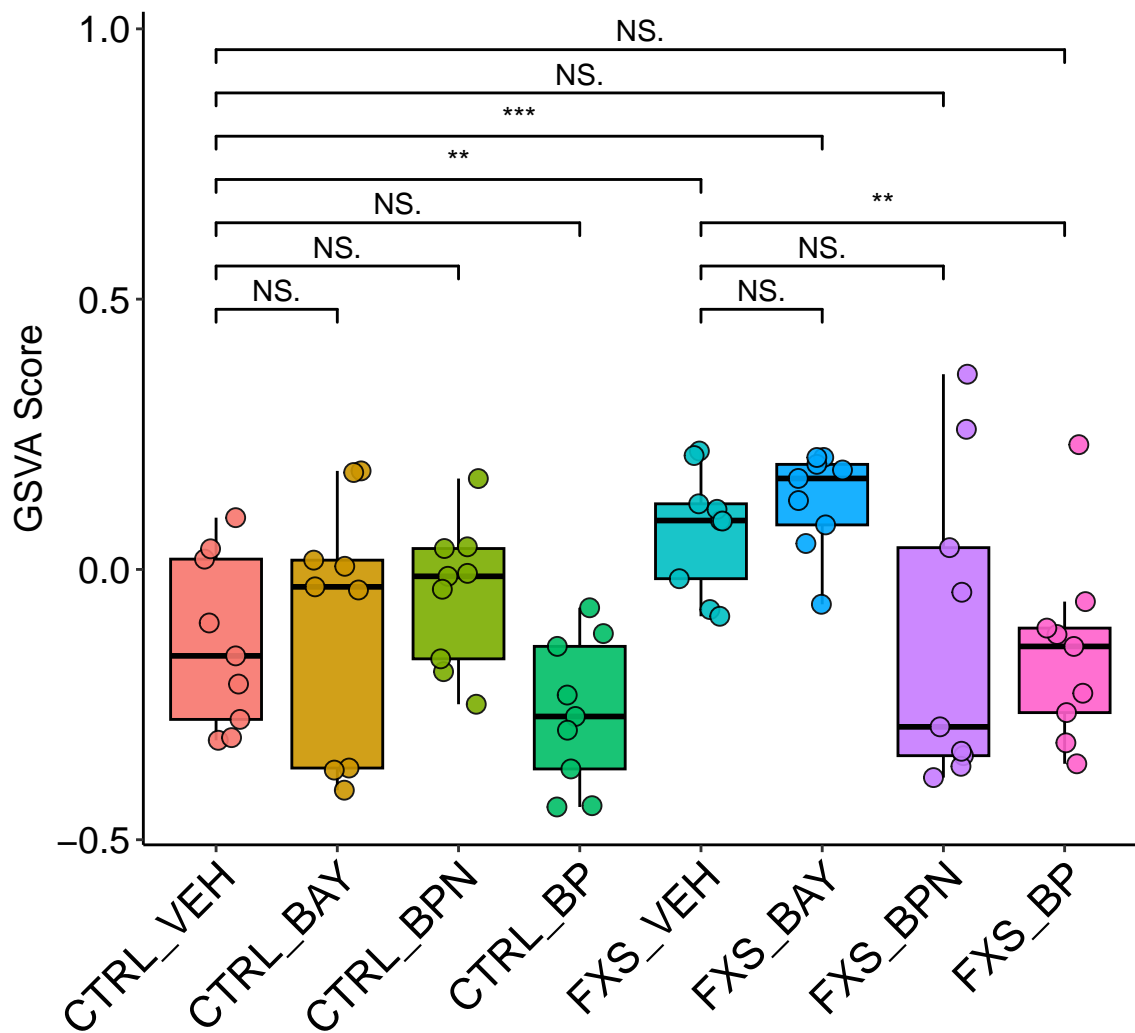 1.0
NS.
NS.
***
**
NS.
**
NS.
NS.
NS.
NS.
0.5
0.0
−0.5
GSVA Score
CTRL_VEH
CTRL_BAY
CTRL_BPN
CTRL_BP
FXS_VEH
FXS_BAY
FXS_BPN
FXS_BP